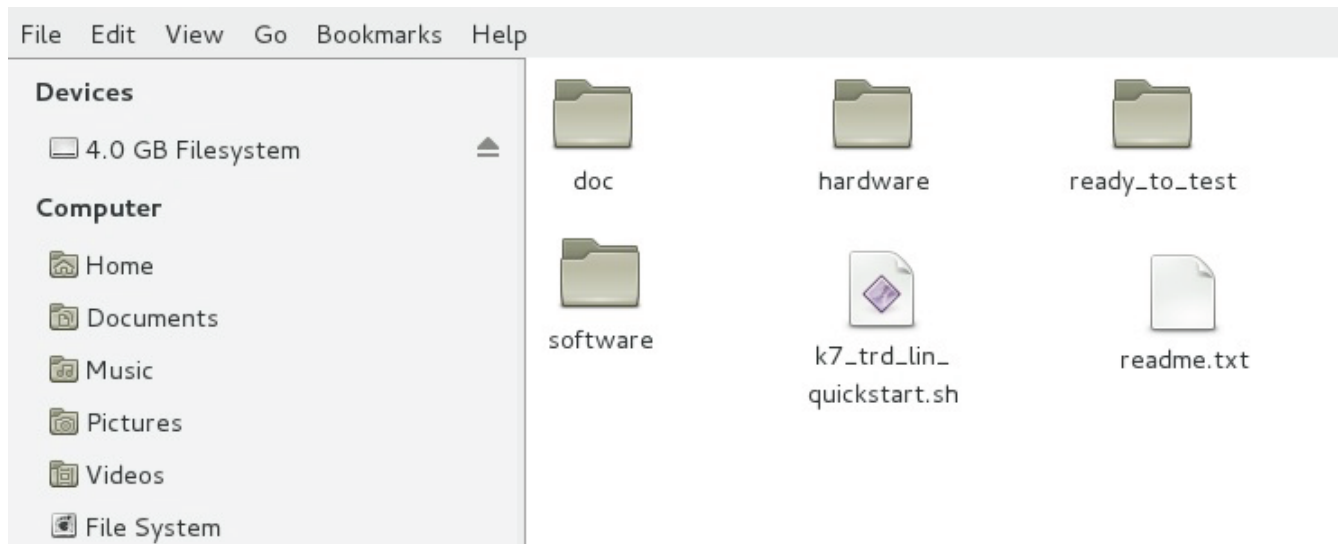 File Edit View Go Bookmarks Help
Devices
4.0 GB Filesystem
Computer
Home
Documents
Music
Pictures
Videos
File System
doc
hardware
ready_to_test
software
k7_trd_lin_
quickstart.sh
readme.txt